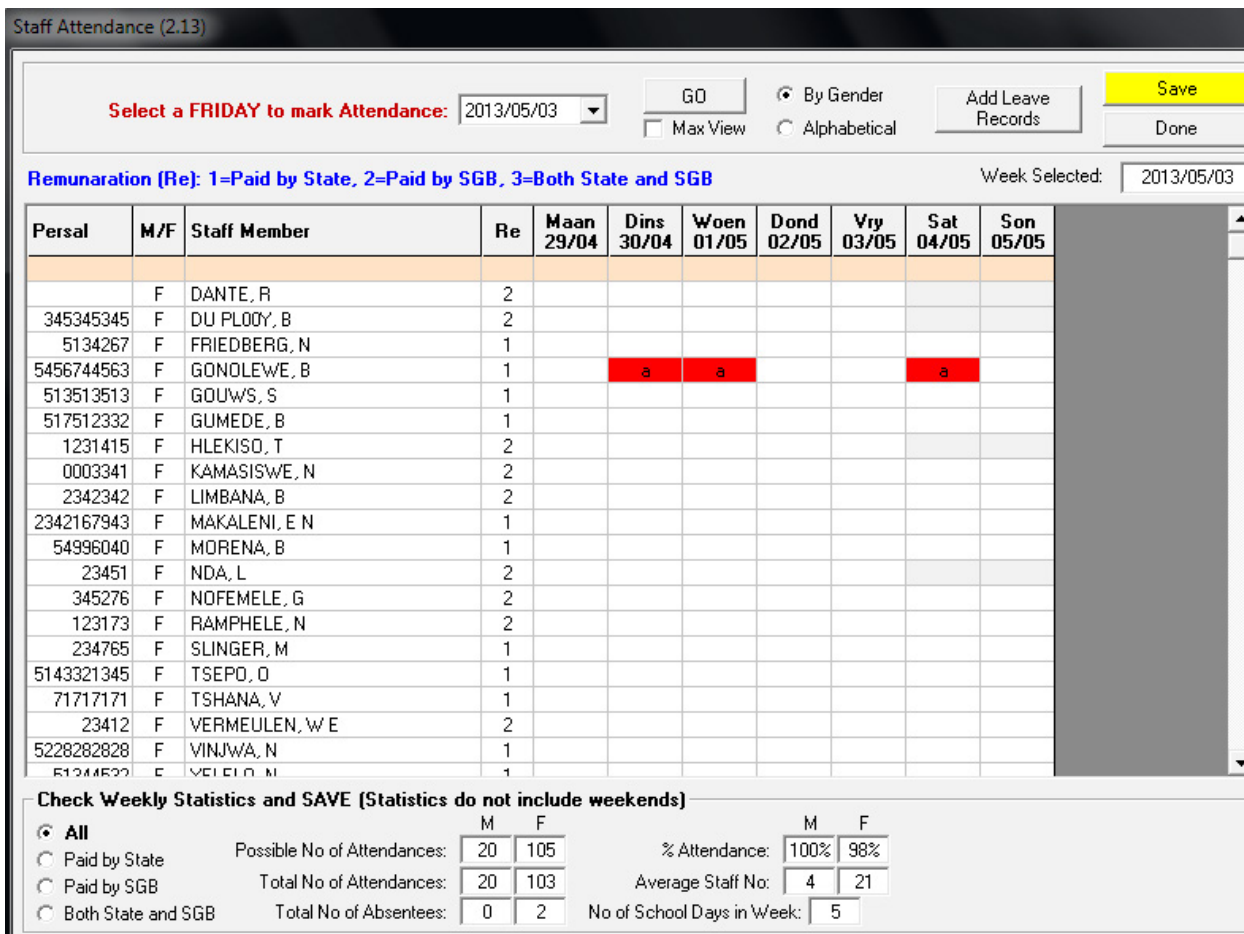 Staff Attendance (2.13)
Select a FRIDAY to mark Attendance: 2013/05/03 GO By Gender Add Leave Records Save
Max View Alphabetical Done
Remunaration (Re): 1=Paid by State, 2=Paid by SGB, 3=Both State and SGB Week Selected: 2013/05/03
Persal M/F Staff Member Re Maan 29/04 Dins 30/04 Woen 01/05 Dond 02/05 Vry 03/05 Sat 04/05 Son 05/05
F DANTE, R 2
345345345 F DU PLOOY, B 2
5134267 F FRIEDBERG, N 1
5456744563 F GONOLEWE, B 1 a a a
513513513 F GOUWS, S 1
517512332 F GUMEDE, B 1
1231415 F HLEKISO, T 2
0003341 F KAMASISWE, N 2
2342342 F LIMBANA, B 2
2342167943 F MAKALENI, E N 1
54996040 F MORENA, B 1
23451 F NDA, L 2
345276 F NOFEMELE, G 2
123173 F RAMPHELE, N 2
234765 F SLINGER, M 1
5143321345 F TSEPO, O 1
71717171 F TSHANA, V 1
23412 F VERMEULEN, W E 2
5228282828 F VINJWA, N 1
Check Weekly Statistics and SAVE (Statistics do not include weekends)
M F M F
All
Possible No of Attendances: 20 105 % Attendance: 100% 98%
Paid by State
Total No of Attendances: 20 103 Average Staff No: 4 21
Paid by SGB
Both State and SGB Total No of Absentees: 0 2 No of School Days in Week: 5